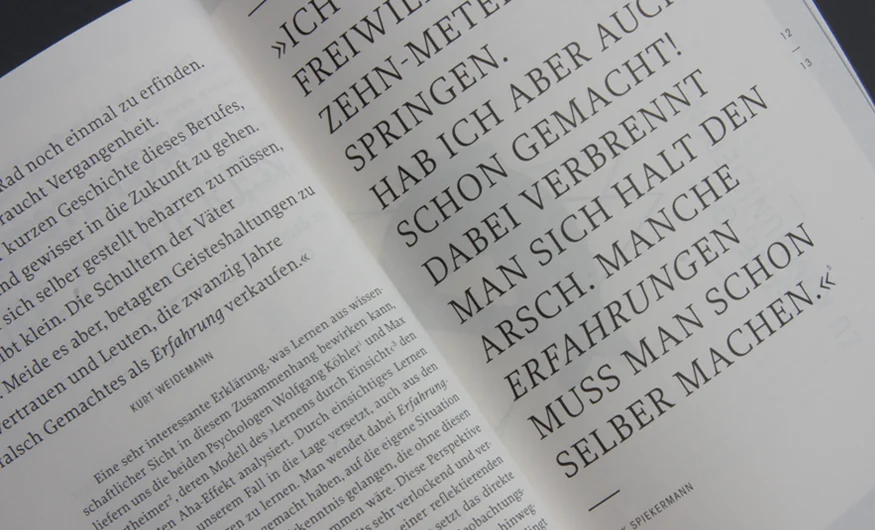 Rad noch einmal zu erfinden.
braucht Vergangenheit.
kurzen Geschichte dieses Berufes,
und gewisser in die Zukunft zu gehen.
sich selber gestellt beharren zu müssen,
klein. Die Schultern der Väter
Meide es aber, betagten Geisteshaltungen zu
vertrauen und Leuten, die zwanzig Jahre
falsch Gemachtes als Erfahrung verkaufen.«
KURT WEIDEMANN
Eine sehr interessante Erklärung, was Lernen aus wissen-
schaftlicher Sicht in diesem Zusammenhang bewirken kann,
liefern uns die beiden Psychologen Wolfgang Köhler¹ und Max
deren Modell des ›Lernens durch Einsicht‹³ den
Aha-Effekt analysiert. Durch einsichtiges Lernen
unserem Fall in die Lage versetzt, auch aus den
zu lernen. Man wendet dabei Erfahrung-
gemacht haben, auf die eigene Situation
gelangen, die ohne diesen
wäre. Diese Perspektive
sehr verlockend und ver-
einer reflektierenden
setzt das direkte
hinweg
»ICH
ZEHN-METER
SPRINGEN.
HAB ICH ABER AUCH
SCHON GEMACHT!
DABEI VERBRENNT
MAN SICH HALT DEN
ARSCH. MANCHE
ERFAHRUNGEN
MUSS MAN SCHON
SELBER MACHEN.«
SPIEKERMANN
12
13